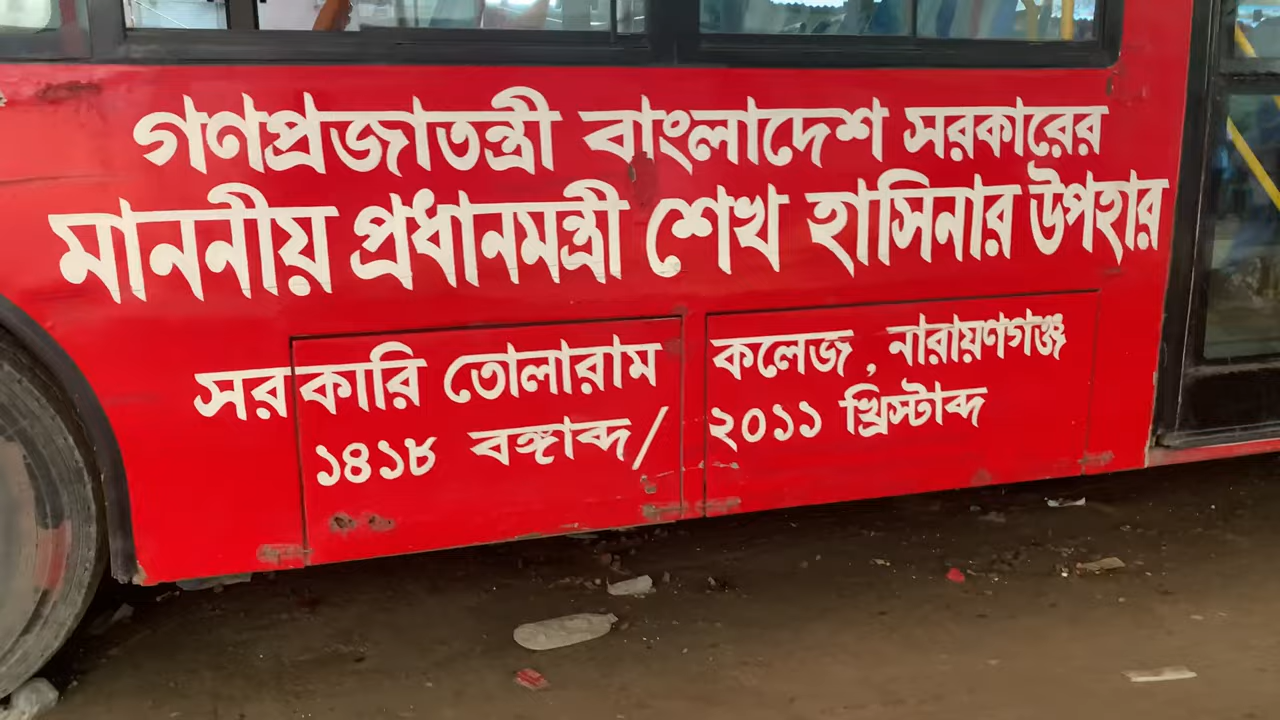 গণপ্রজাতন্ত্রী বাংলাদেশ সরকারের
মাননীয় প্রধানমন্ত্রী শেখ হাসিনার উপহার
সরকারি তোলারাম কলেজ , নারায়ণগঞ্জ
১৪১৮ বঙ্গাব্দ/ ২০১১ খ্রিস্টাব্দ